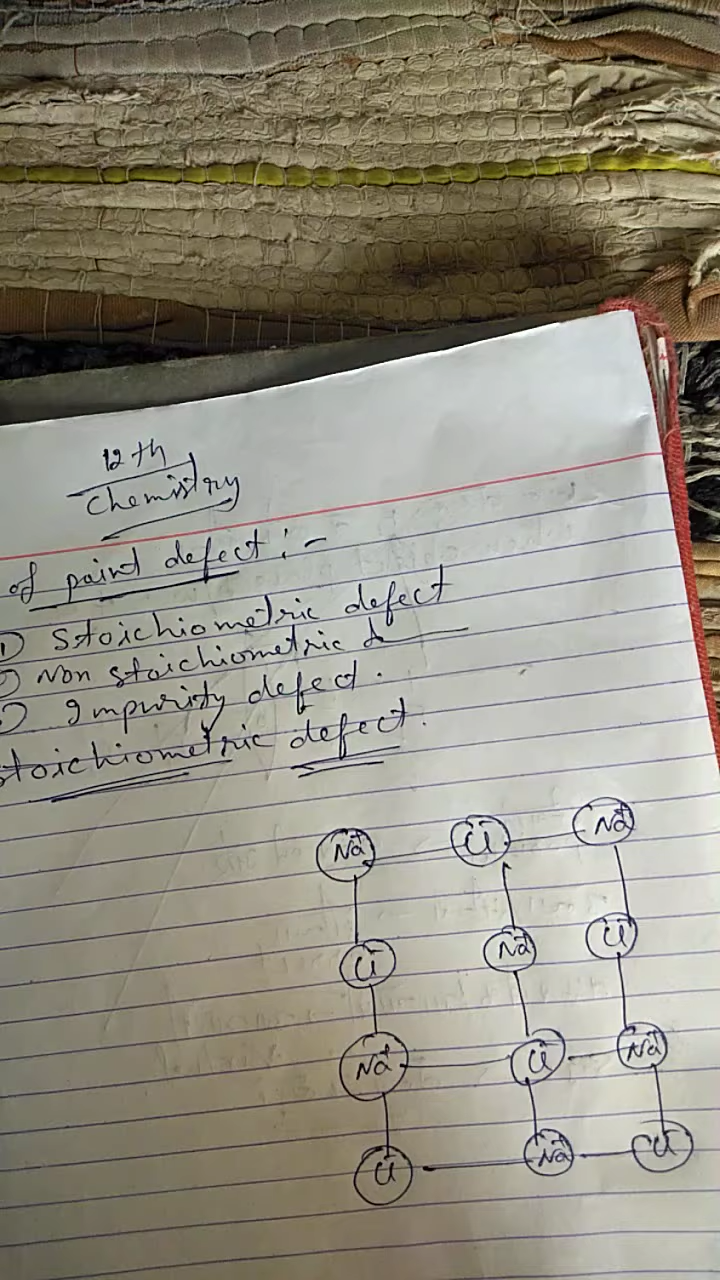 12th
chemistry
of point defect :-
① Stoichiometric defect
② Non stoichiometric d
③ Impurity defect.
stoichiometric defect.
Na⁺ Cl⁻ Na⁺
Cl⁻ Na⁺ Cl⁻
Na⁺ Cl⁻ Na⁺
Cl⁻ Na⁺ Cl⁻